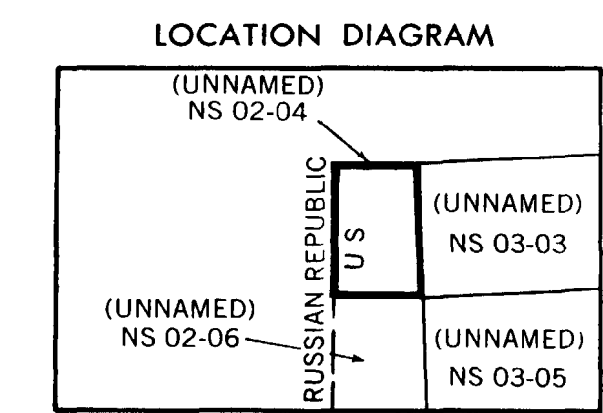 LOCATION DIAGRAM
(UNNAMED)
NS 02-04
RUSSIAN REPUBLIC
US
(UNNAMED)
NS 03-03
(UNNAMED)
NS 02-06
(UNNAMED)
NS 03-05